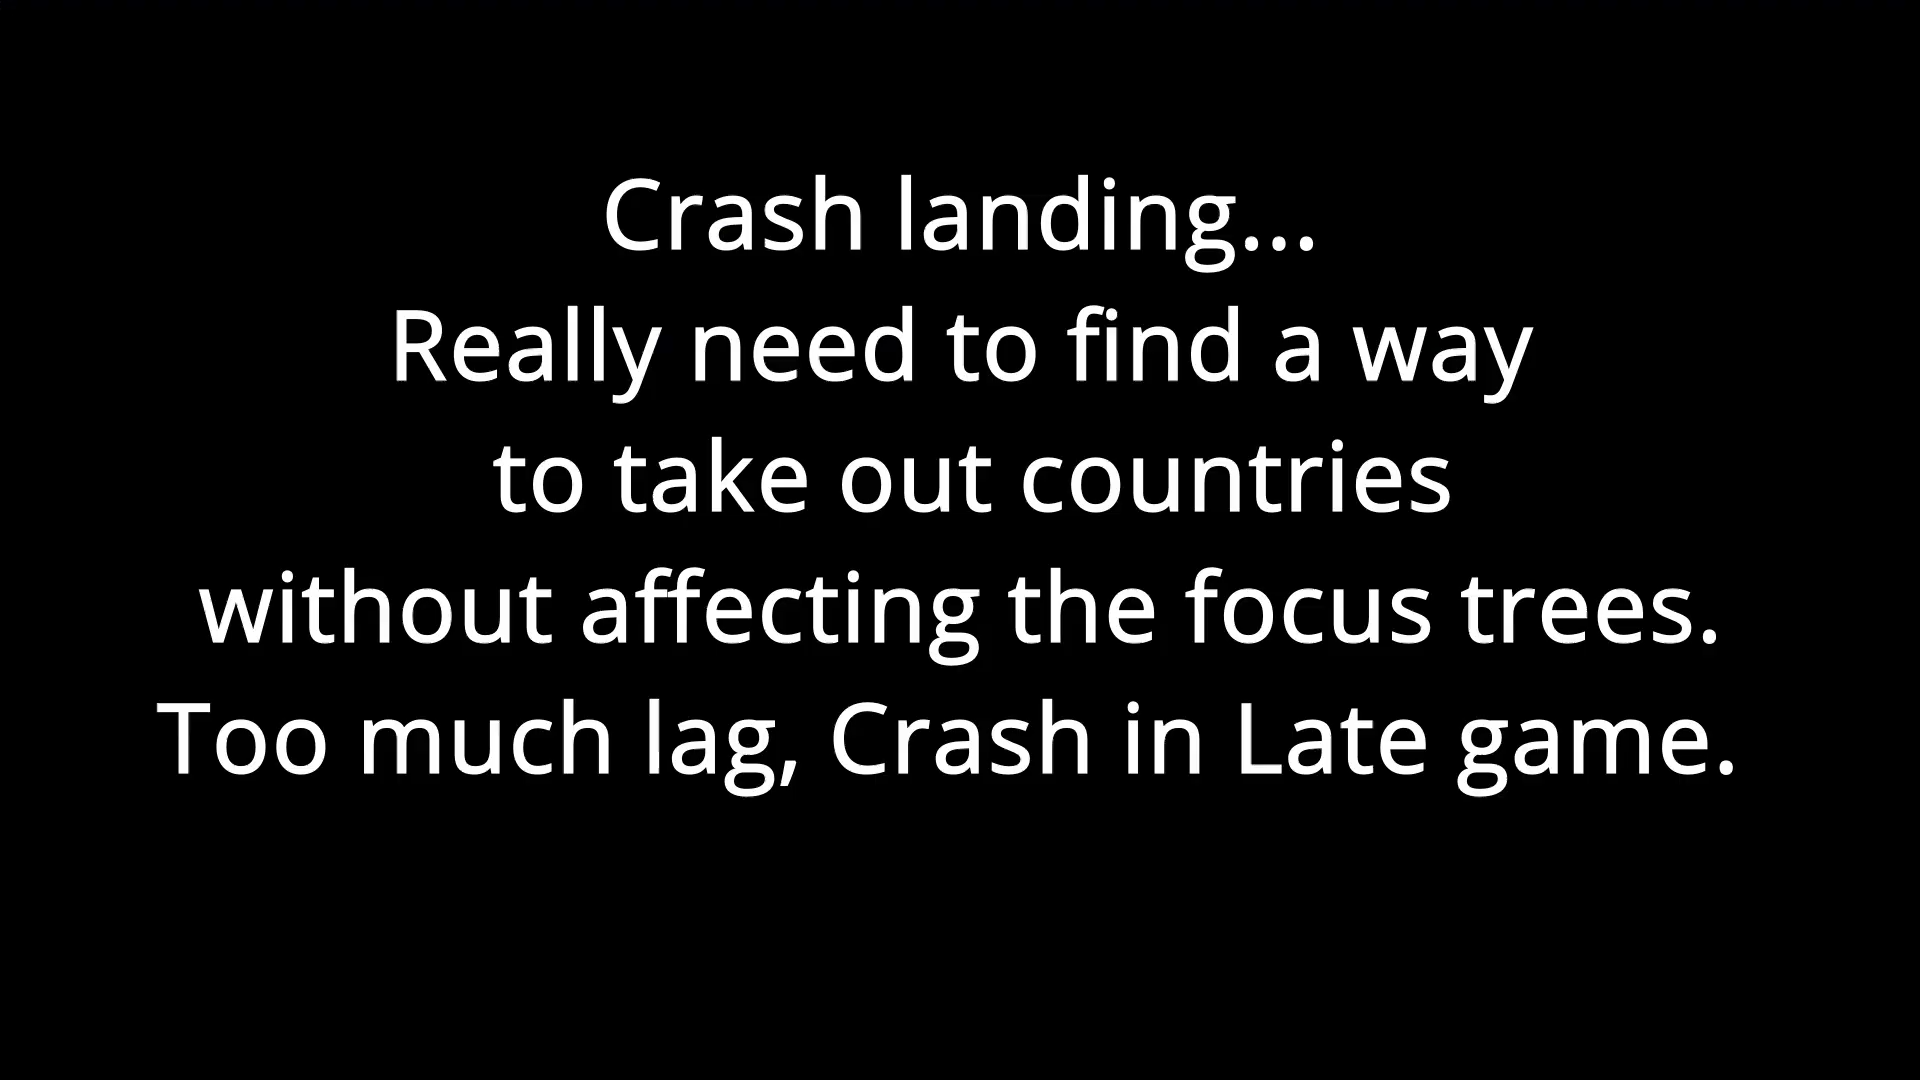 Crash landing...
Really need to find a way
to take out countries
without affecting the focus trees.
Too much lag, Crash in Late game.